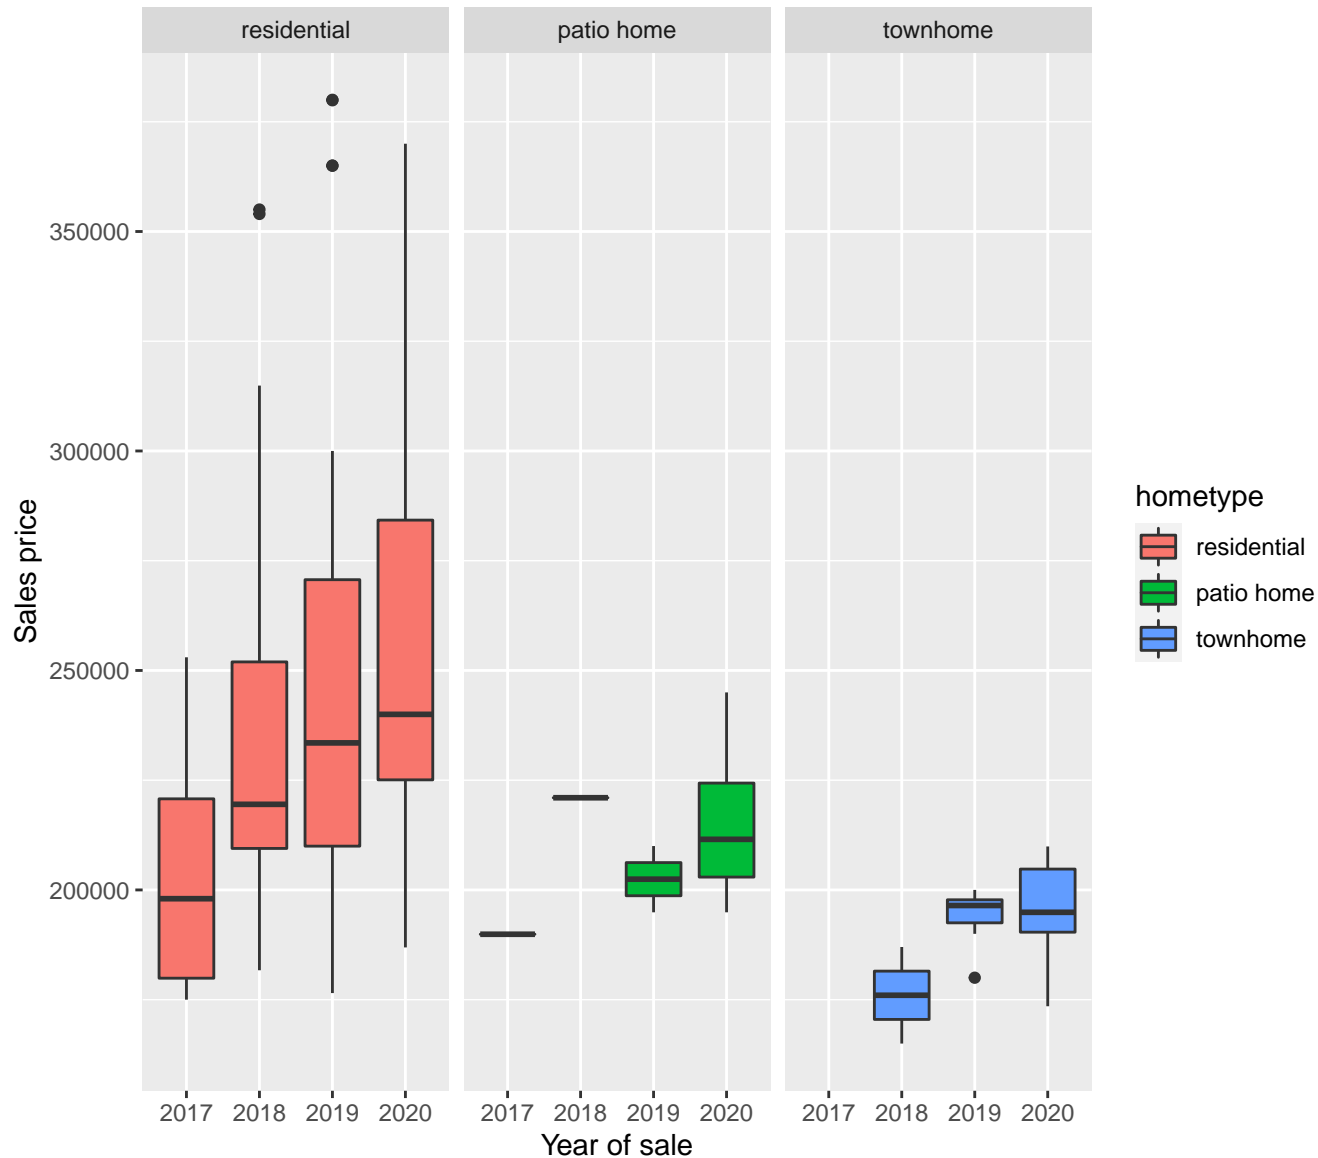 residential patio home townhome
350000
300000
250000
200000
Sales price
2017 2018 2019 2020 2017 2018 2019 2020 2017 2018 2019 2020
Year of sale
hometype
residential
patio home
townhome